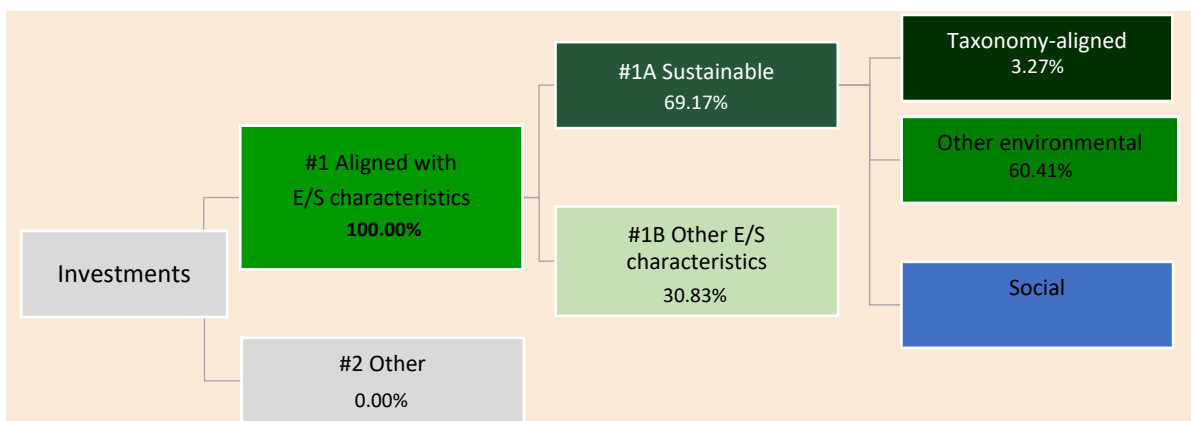 Investments
#1 Aligned with
E/S characteristics
100.00%
#2 Other
0.00%
#1A Sustainable
69.17%
#1B Other E/S
characteristics
30.83%
Taxonomy-aligned
3.27%
Other environmental
60.41%
Social